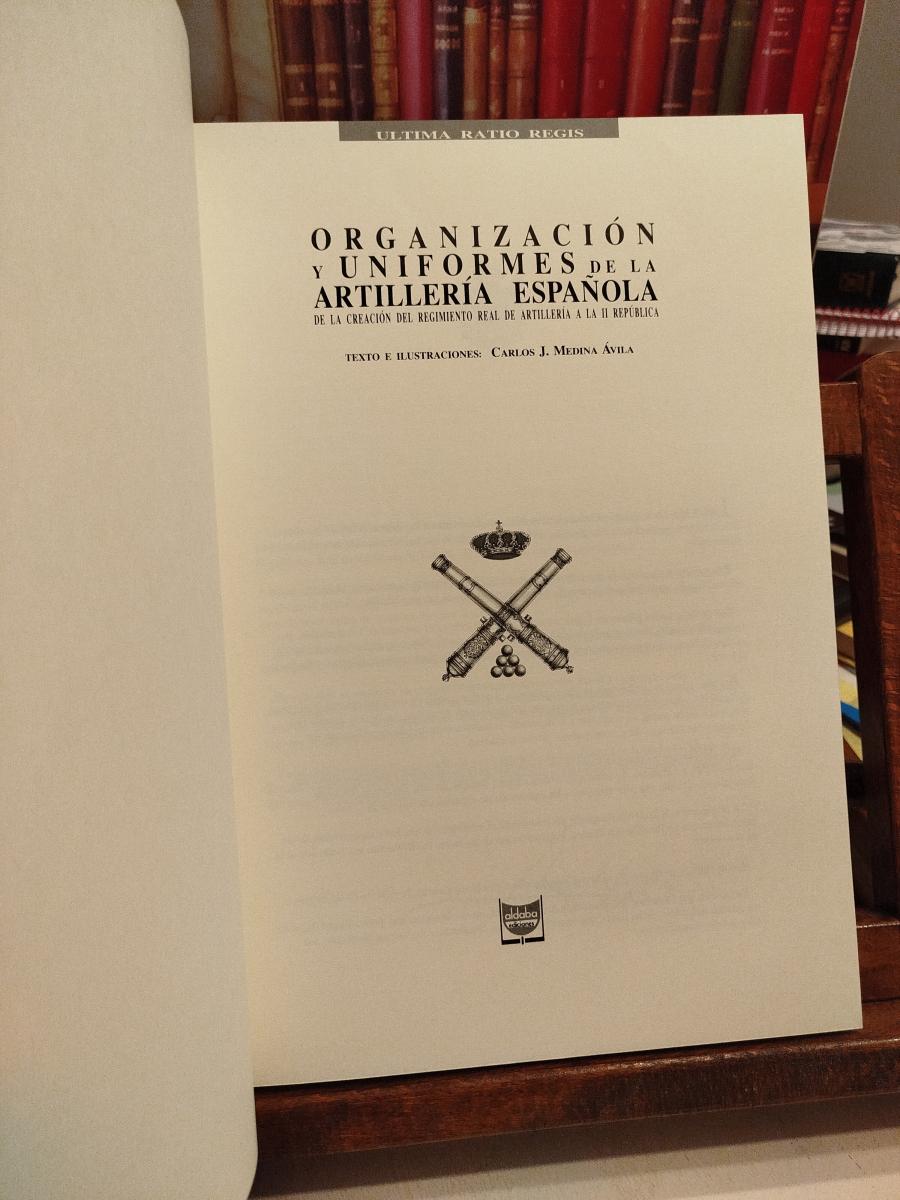 ULTIMA RATIO REGIS
ORGANIZACIÓN
Y UNIFORMES DE LA
ARTILLERÍA ESPAÑOLA
DE LA CREACIÓN DEL REGIMIENTO REAL DE ARTILLERÍA A LA II REPÚBLICA
TEXTO E ILUSTRACIONES: CARLOS J. MEDINA ÁVILA
aldaba
ediciones